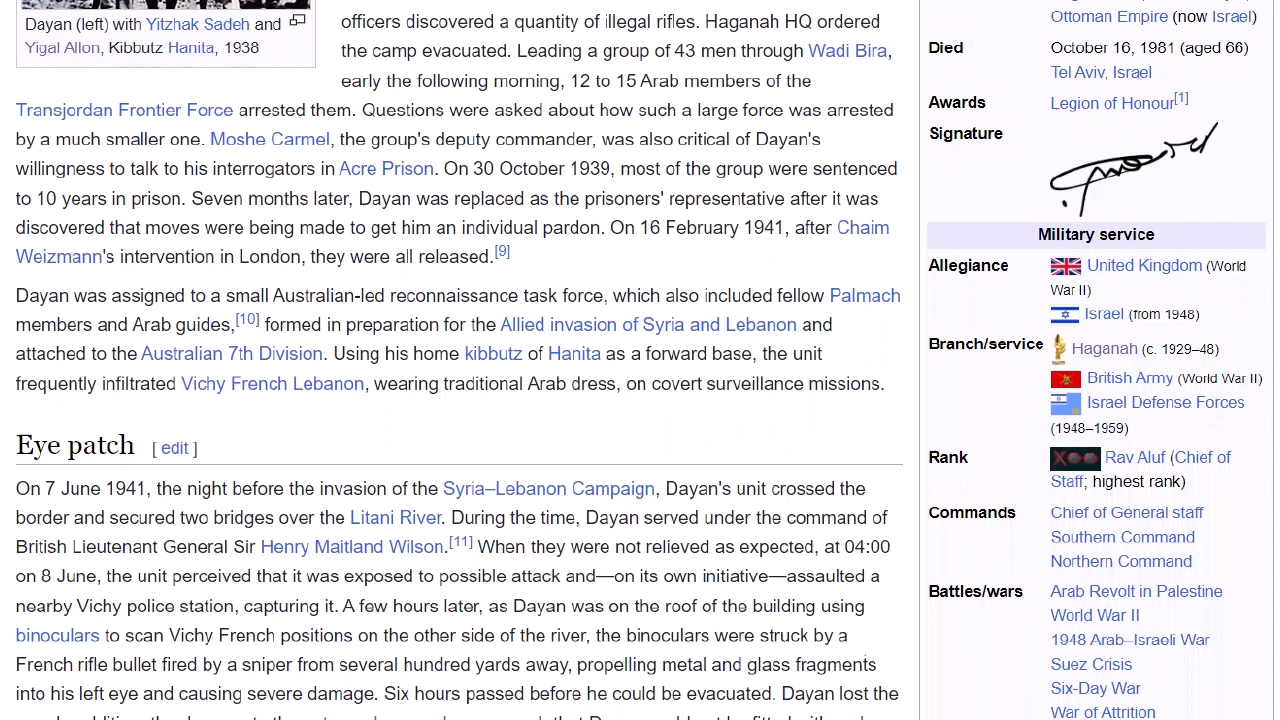 Dayan (left) with Yitzhak Sadeh and
Yigal Allon, Kibbutz Hanita, 1938
officers discovered a quantity of illegal rifles. Haganah HQ ordered
the camp evacuated. Leading a group of 43 men through Wadi Bira,
early the following morning, 12 to 15 Arab members of the
Transjordan Frontier Force arrested them. Questions were asked about how such a large force was arrested
by a much smaller one. Moshe Carmel, the group's deputy commander, was also critical of Dayan's
willingness to talk to his interrogators in Acre Prison. On 30 October 1939, most of the group were sentenced
to 10 years in prison. Seven months later, Dayan was replaced as the prisoners' representative after it was
discovered that moves were being made to get him an individual pardon. On 16 February 1941, after Chaim
Weizmann's intervention in London, they were all released.[9]
Dayan was assigned to a small Australian-led reconnaissance task force, which also included fellow Palmach
members and Arab guides,[10] formed in preparation for the Allied invasion of Syria and Lebanon and
attached to the Australian 7th Division. Using his home kibbutz of Hanita as a forward base, the unit
frequently infiltrated Vichy French Lebanon, wearing traditional Arab dress, on covert surveillance missions.
Eye patch [ edit ]
On 7 June 1941, the night before the invasion of the Syria–Lebanon Campaign, Dayan's unit crossed the
border and secured two bridges over the Litani River. During the time, Dayan served under the command of
British Lieutenant General Sir Henry Maitland Wilson.[11] When they were not relieved as expected, at 04:00
on 8 June, the unit perceived that it was exposed to possible attack and—on its own initiative—assaulted a
nearby Vichy police station, capturing it. A few hours later, as Dayan was on the roof of the building using
binoculars to scan Vichy French positions on the other side of the river, the binoculars were struck by a
French rifle bullet fired by a sniper from several hundred yards away, propelling metal and glass fragments
into his left eye and causing severe damage. Six hours passed before he could be evacuated. Dayan lost the
Ottoman Empire (now Israel)
Died October 16, 1981 (aged 66)
Tel Aviv, Israel
Awards Legion of Honour[1]
Signature
Military service
Allegiance United Kingdom (World
War II)
Israel (from 1948)
Branch/service Haganah (c. 1929–48)
British Army (World War II)
Israel Defense Forces
(1948–1959)
Rank Rav Aluf (Chief of
Staff; highest rank)
Commands Chief of General staff
Southern Command
Northern Command
Battles/wars Arab Revolt in Palestine
World War II
1948 Arab–Israeli War
Suez Crisis
Six-Day War
War of Attrition